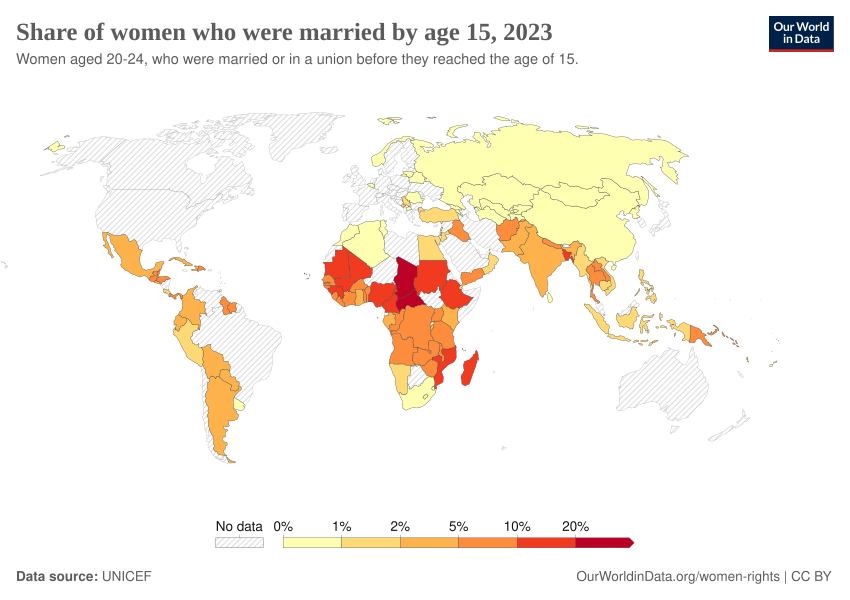 Share of women who were married by age 15, 2023
Women aged 20-24, who were married or in a union before they reached the age of 15.
Our World
in Data
No data
0%
1%
2%
5%
10%
20%
Data source: UNICEF
OurWorldinData.org/women-rights | CC BY